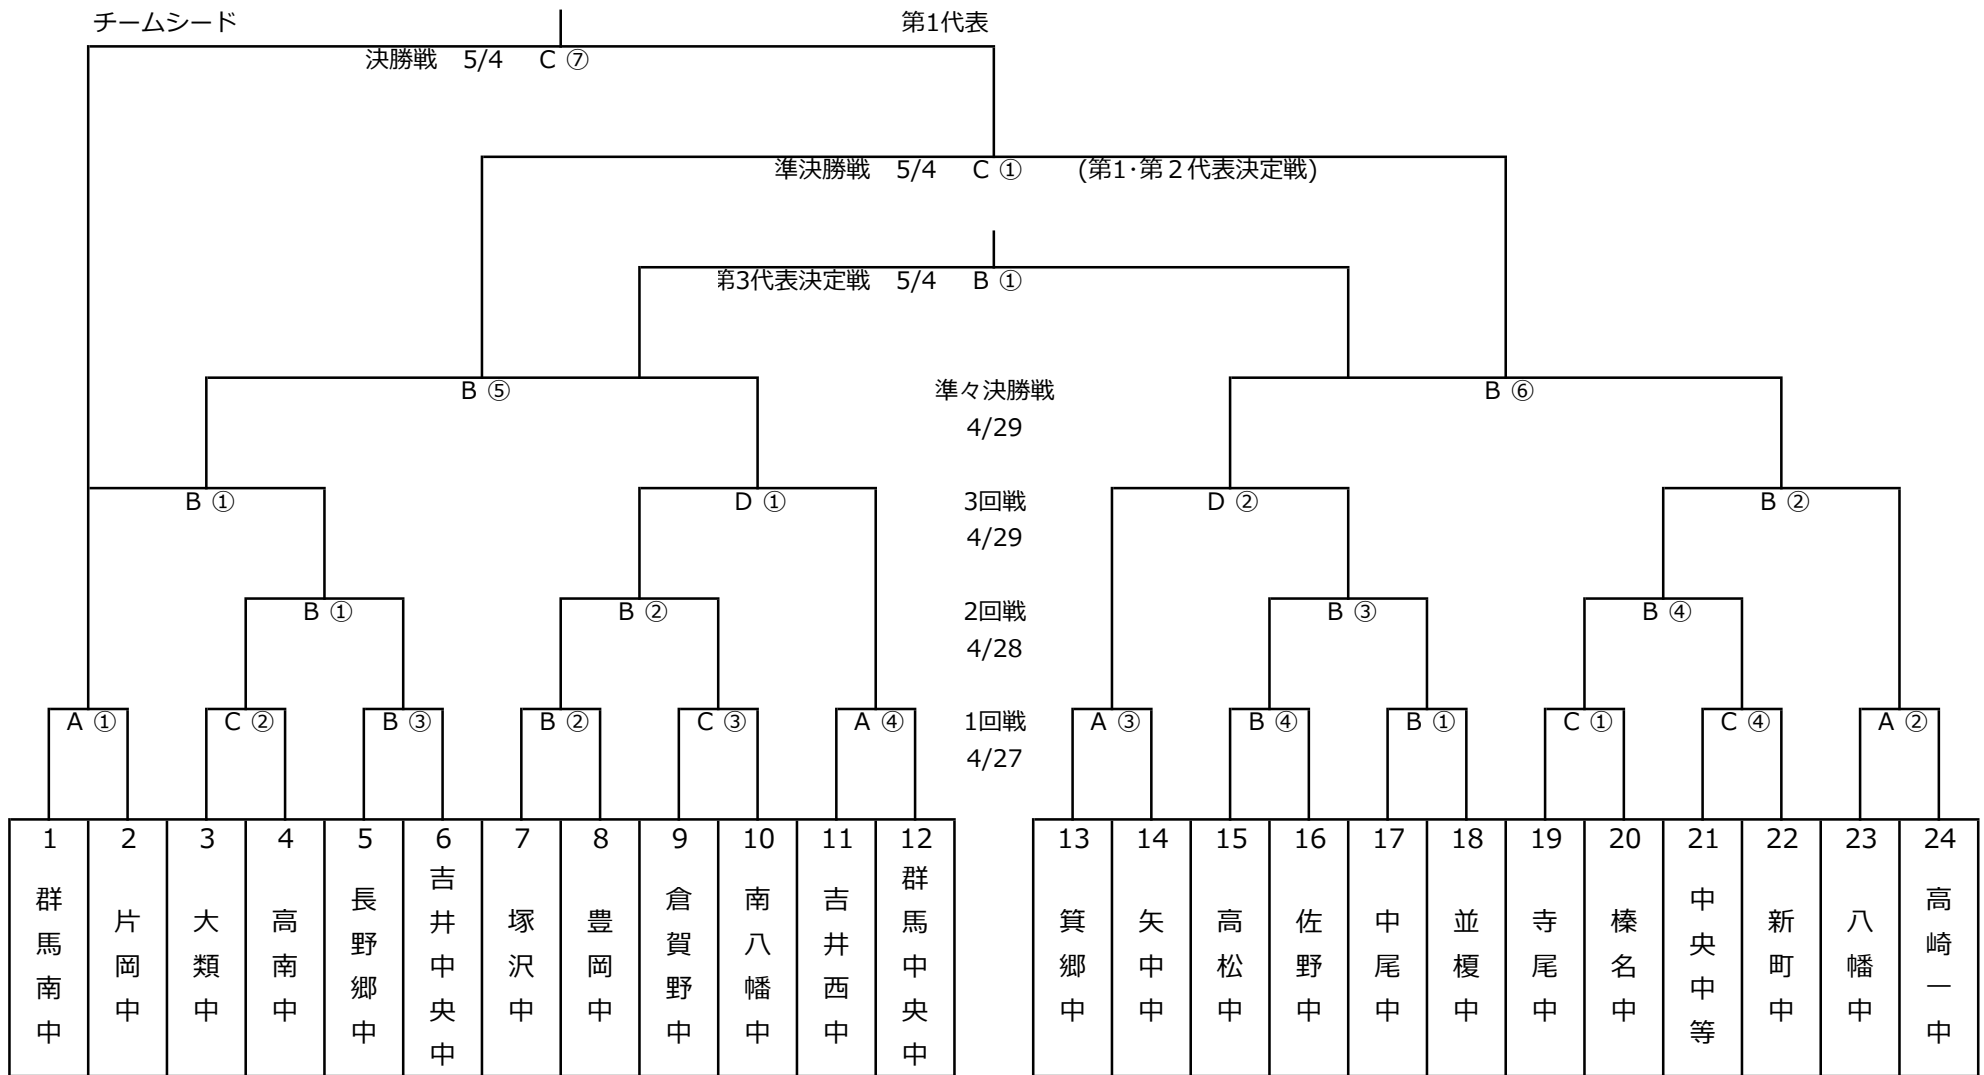 チームシード 第1代表
決勝戦 5/4 C ⑦
準決勝戦 5/4 C ① (第1･第２代表決定戦)
第3代表決定戦 5/4 B ①
B ⑤ 準々決勝戦 B ⑥
4/29
B ① D ① 3回戦 D ② B ②
4/29
B ① B ② 2回戦 B ③ B ④
4/28
A ① C ② B ③ B ② C ③ A ④ 1回戦 A ③ B ④ B ① C ① C ④ A ②
4/27
1 2 3 4 5 6 7 8 9 10 11 12 13 14 15 16 17 18 19 20 21 22 23 24
群馬南中
片岡中
大類中
高南中
長野郷中
吉井中央中
塚沢中
豊岡中
倉賀野中
南八幡中
吉井西中
群馬中央中
箕郷中
矢中中
高松中
佐野中
中尾中
並榎中
寺尾中
榛名中
中央中等
新町中
八幡中
高崎一中